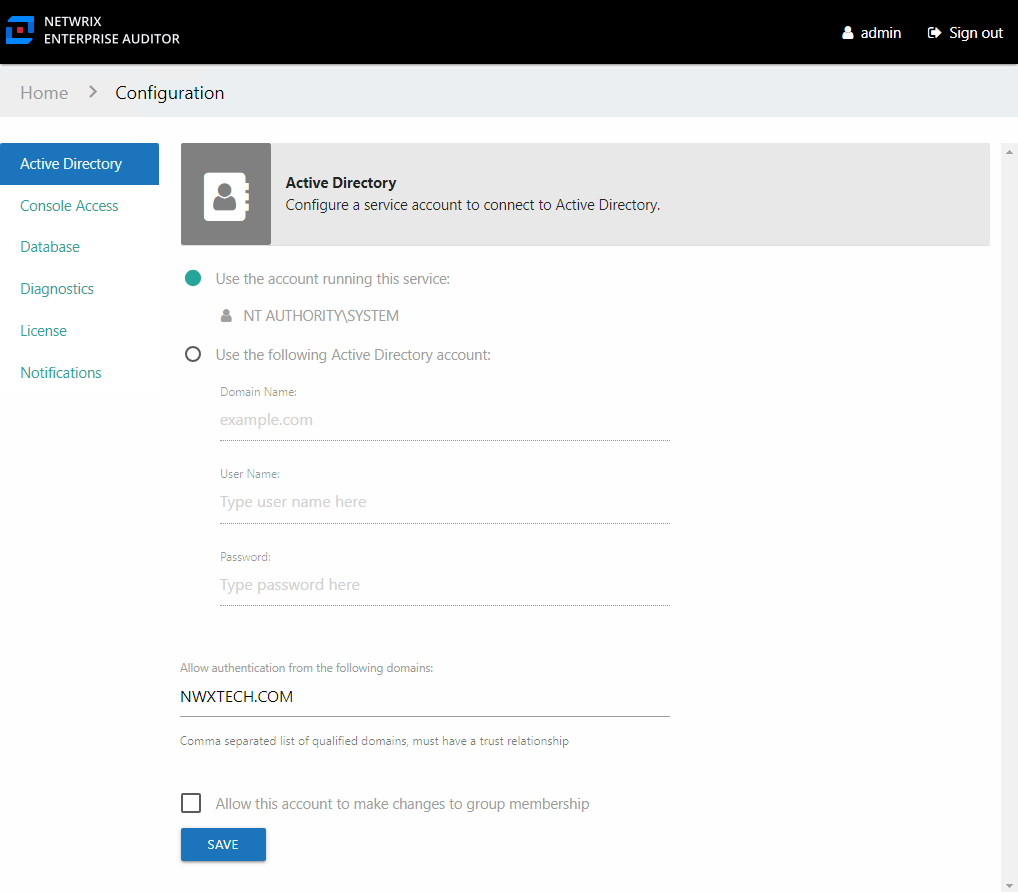 NETWRIX
ENTERPRISE AUDITOR
admin
Sign out
Home
Configuration
Active Directory
Console Access
Database
Diagnostics
License
Notifications
Active Directory
Configure a service account to connect to Active Directory.
Use the account running this service:
NT AUTHORITY\SYSTEM
Use the following Active Directory account:
Domain Name:
example.com
User Name:
Type user name here
Password:
Type password here
Allow authentication from the following domains:
NWXTECH.COM
Comma separated list of qualified domains, must have a trust relationship
Allow this account to make changes to group membership
SAVE